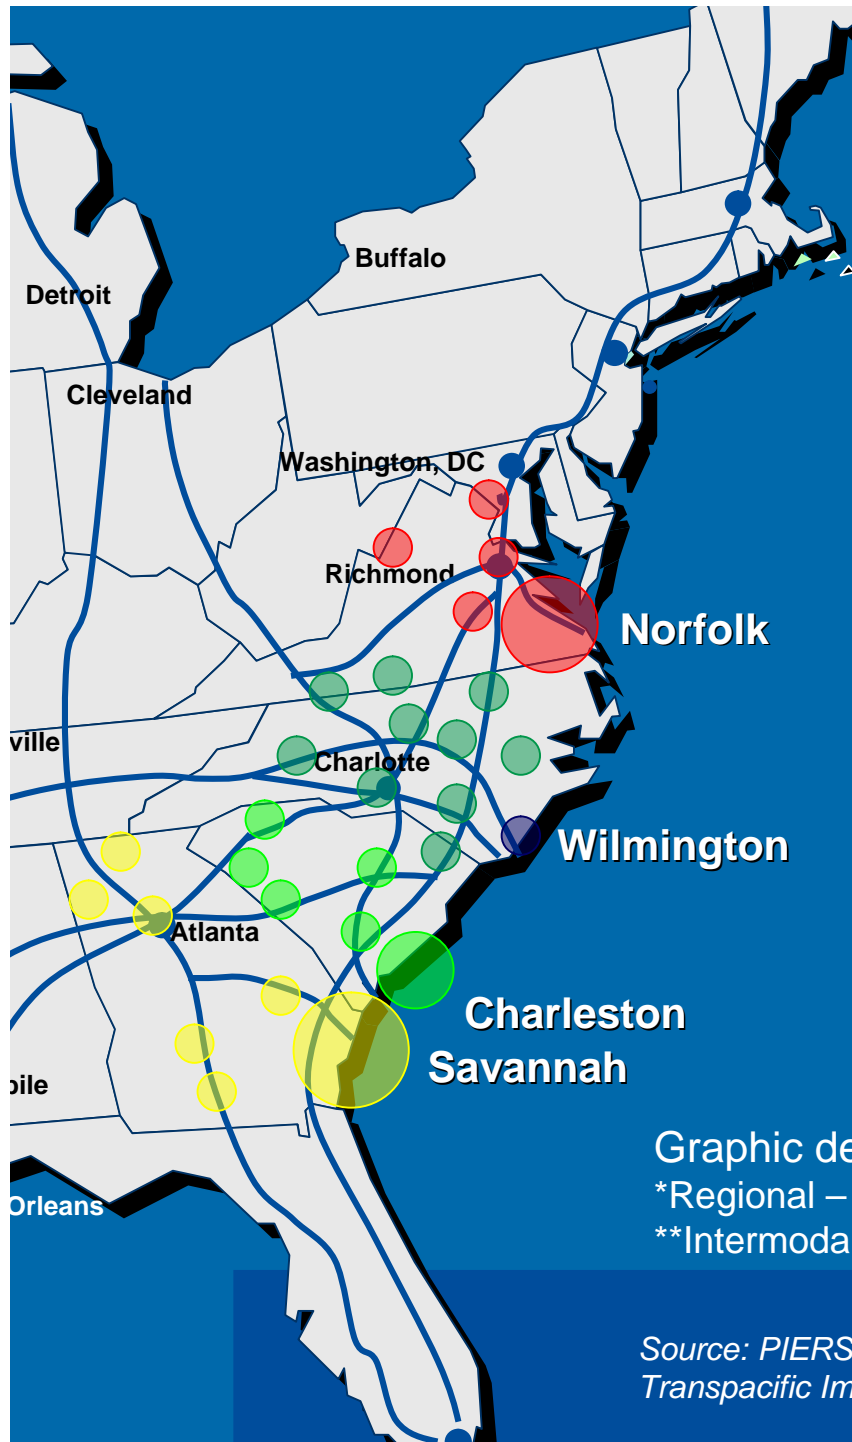 Buffalo
Detroit
Cleveland
Washington, DC
Richmond
Norfolk
ville
Charlotte
Wilmington
Atlanta
Charleston
Savannah
bile
Graphic de
*Regional –
Orleans
**Intermoda
Source: PIERS
Transpacific Im